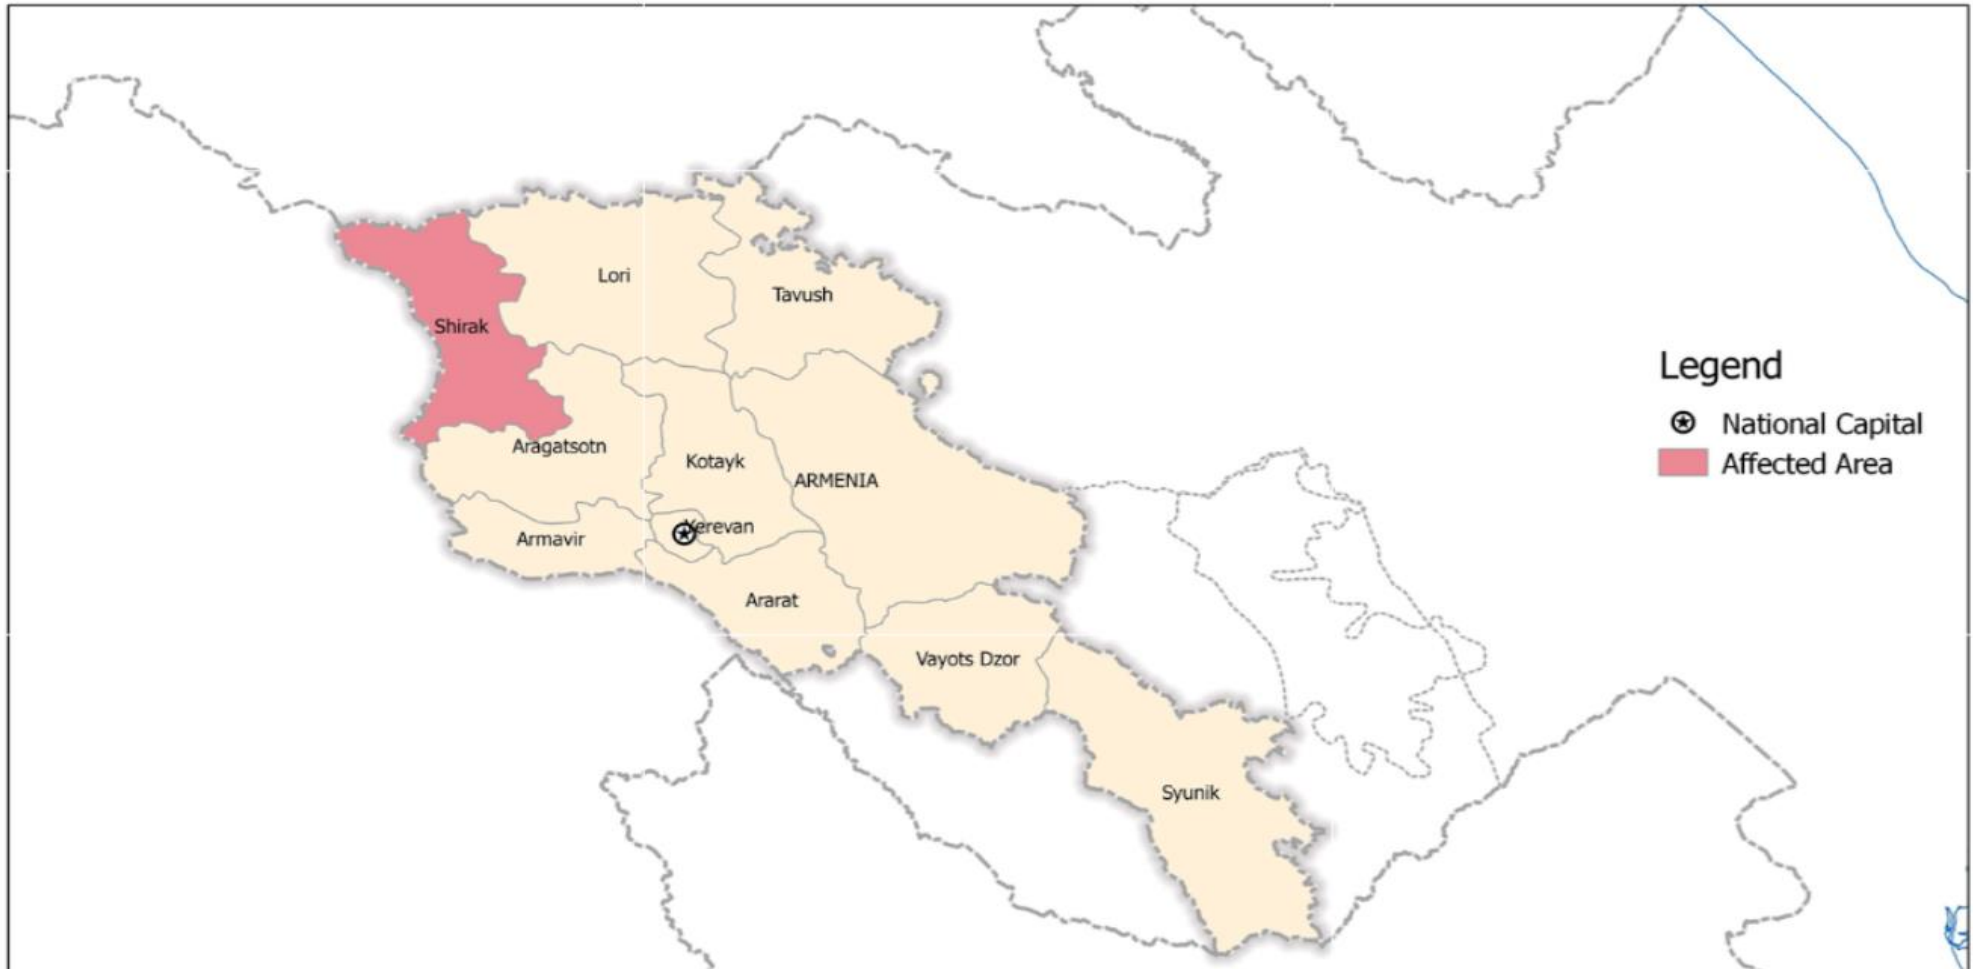 Lori
Tavush
Shirak
Legend
National Capital
Affected Area
Aragatsotn
Kotayk
ARMENIA
Yerevan
Armavir
Ararat
Vayots Dzor
Syunik